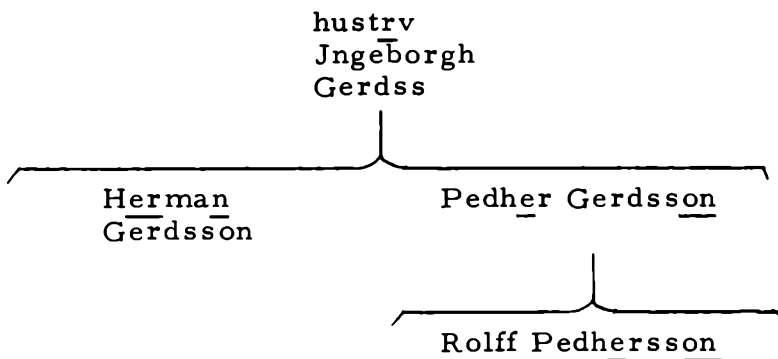 hustrv
Jngeborgh
Gerdss
Herman
Gerdsson
Pedher Gerdsson
Rolff Pedhersson